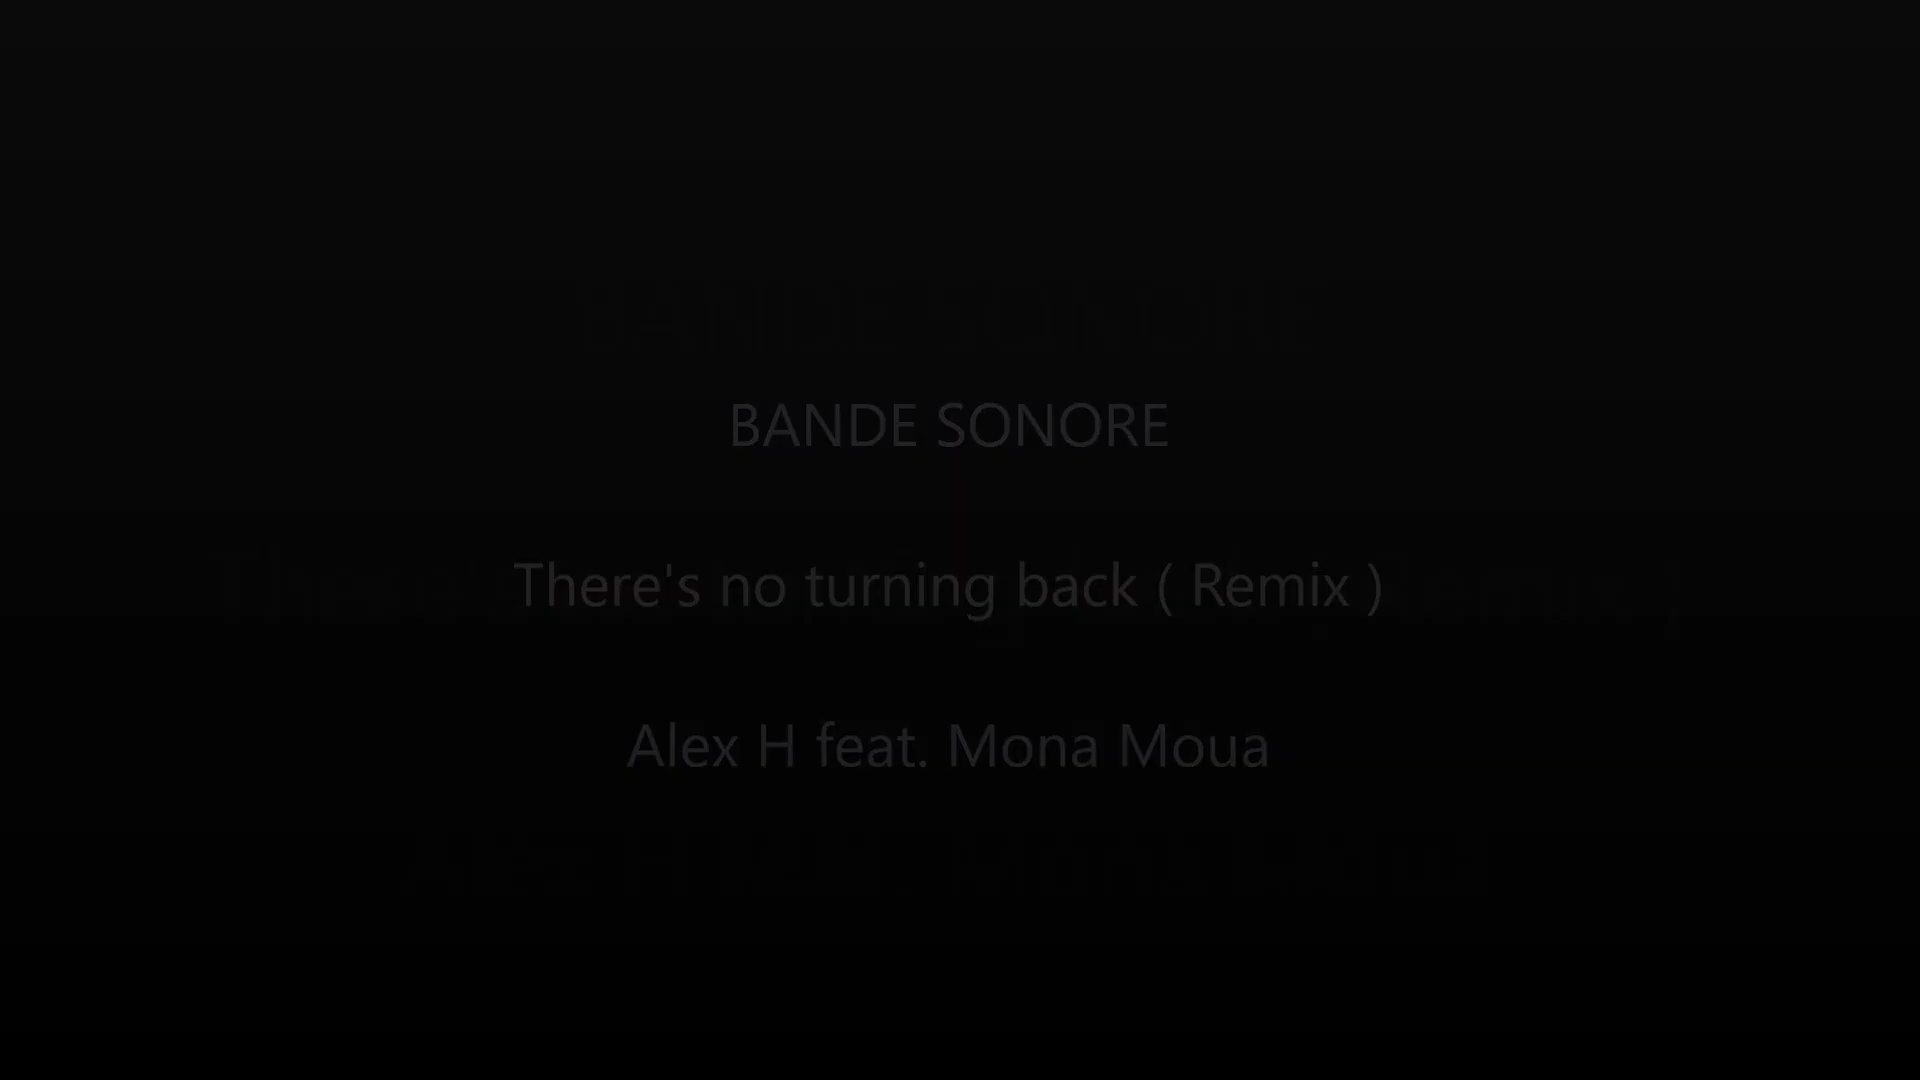 BANDE SONORE
There's no turning back ( Remix )
Alex H feat. Mona Moua